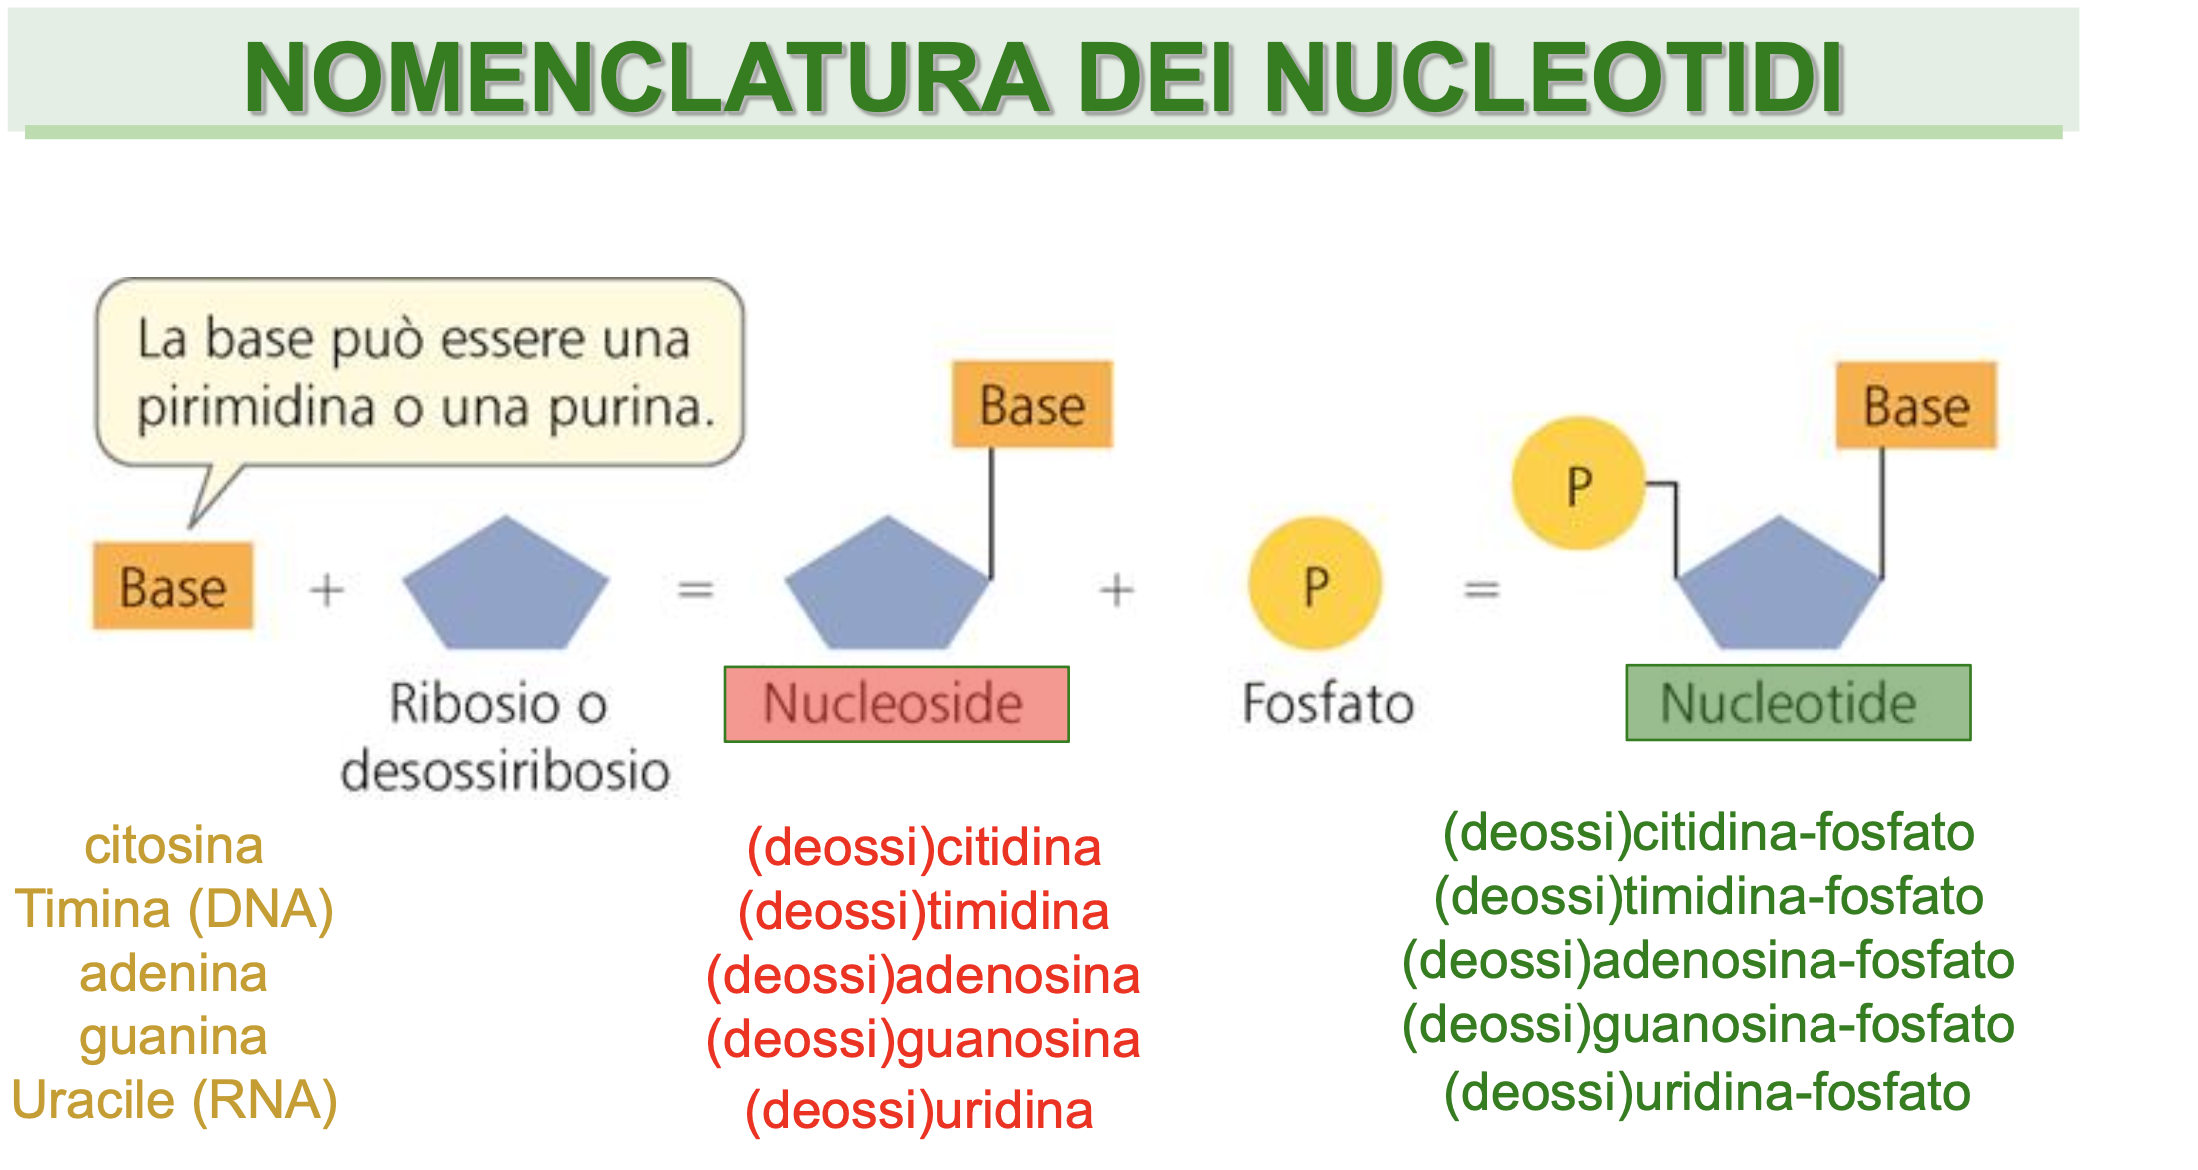 NOMENCLATURA DEI NUCLEOTIDI
La base può essere una
pirimidina o una purina.
Base
+
Ribosio o
desossiribosio
=
Base
Nucleoside
+
P
Fosfato
=
P
Base
Nucleotide
citosina
Timina (DNA)
adenina
guanina
Uracile (RNA)
(deossi)citidina
(deossi)timidina
(deossi)adenosina
(deossi)guanosina
(deossi)uridina
(deossi)citidina-fosfato
(deossi)timidina-fosfato
(deossi)adenosina-fosfato
(deossi)guanosina-fosfato
(deossi)uridina-fosfato